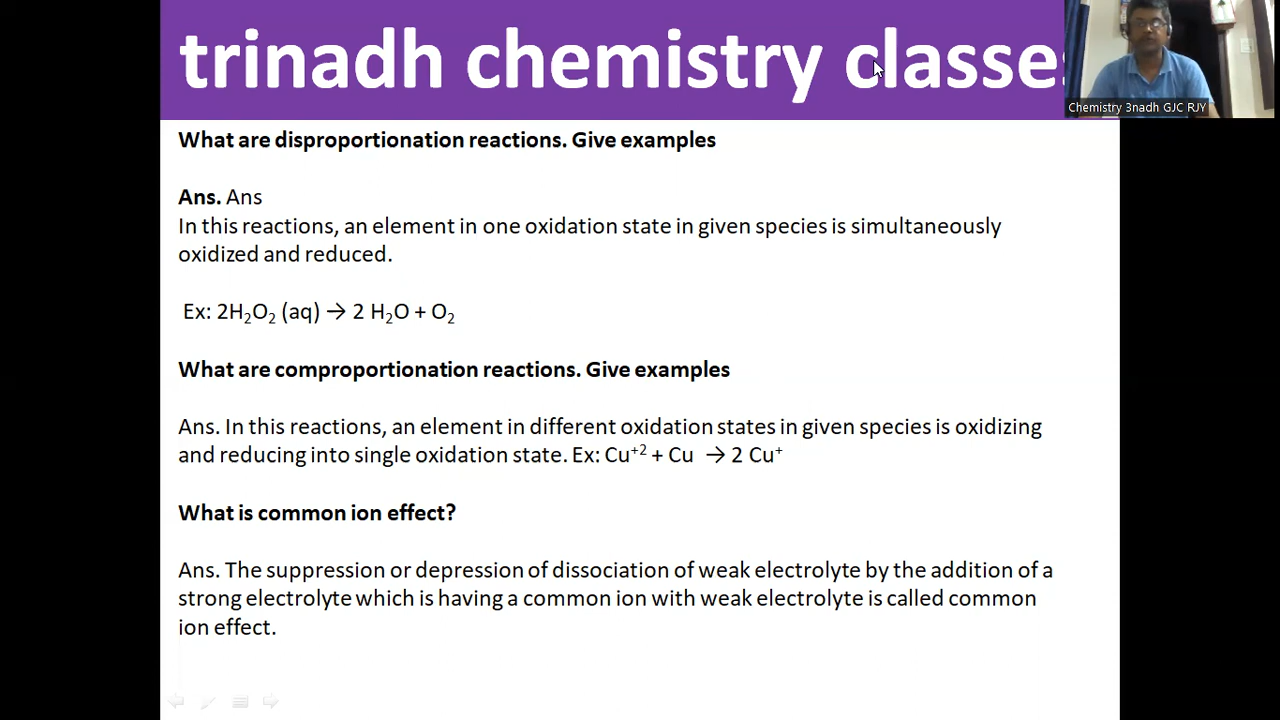 trinadh chemistry classes
Chemistry 3nadh GJC RJY
What are disproportionation reactions. Give examples
Ans. Ans
In this reactions, an element in one oxidation state in given species is simultaneously
oxidized and reduced.
Ex: 2H₂O₂ (aq) → 2 H₂O + O₂
What are comproportionation reactions. Give examples
Ans. In this reactions, an element in different oxidation states in given species is oxidizing
and reducing into single oxidation state. Ex: Cu⁺² + Cu → 2 Cu⁺
What is common ion effect?
Ans. The suppression or depression of dissociation of weak electrolyte by the addition of a
strong electrolyte which is having a common ion with weak electrolyte is called common
ion effect.